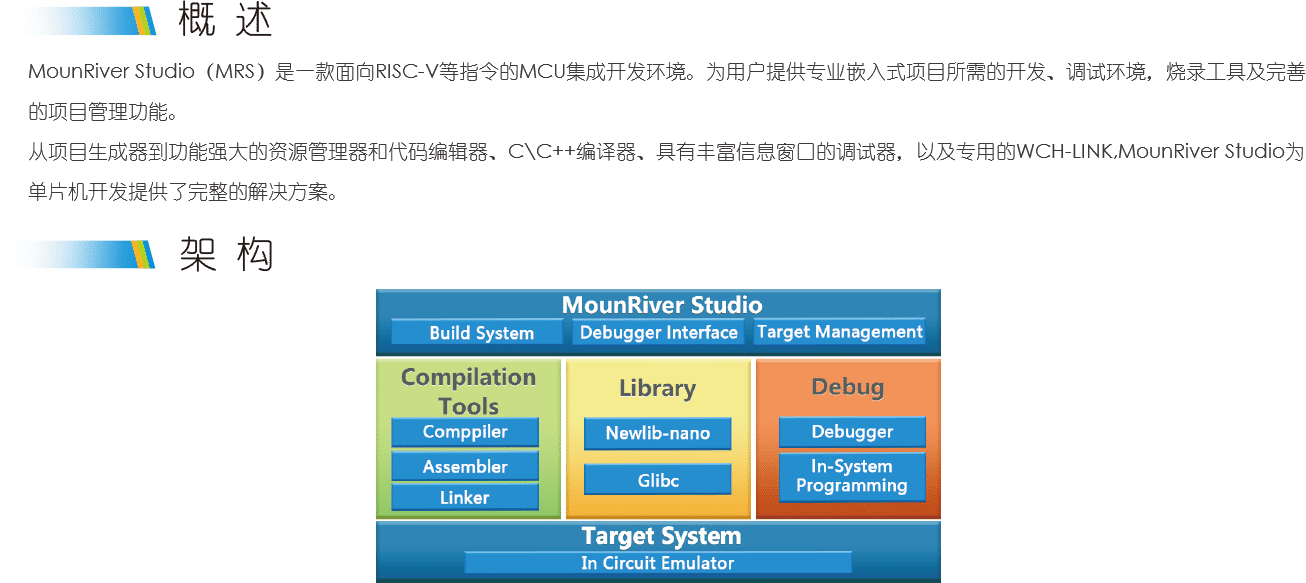 概 述
MounRiver Studio（MRS）是一款面向RISC-V等指令的MCU集成开发环境。为用户提供专业嵌入式项目所需的开发、调试环境，烧录工具及完善
的项目管理功能。
从项目生成器到功能强大的资源管理器和代码编辑器、C\C++编译器、具有丰富信息窗口的调试器，以及专用的WCH-LINK,MounRiver Studio为
单片机开发提供了完整的解决方案。
架 构
MounRiver Studio
Build System
Debugger Interface
Target Management
Compilation
Tools
Comppiler
Assembler
Linker
Library
Newlib-nano
Glibc
Debug
Debugger
In-System
Programming
Target System
In Circuit Emulator